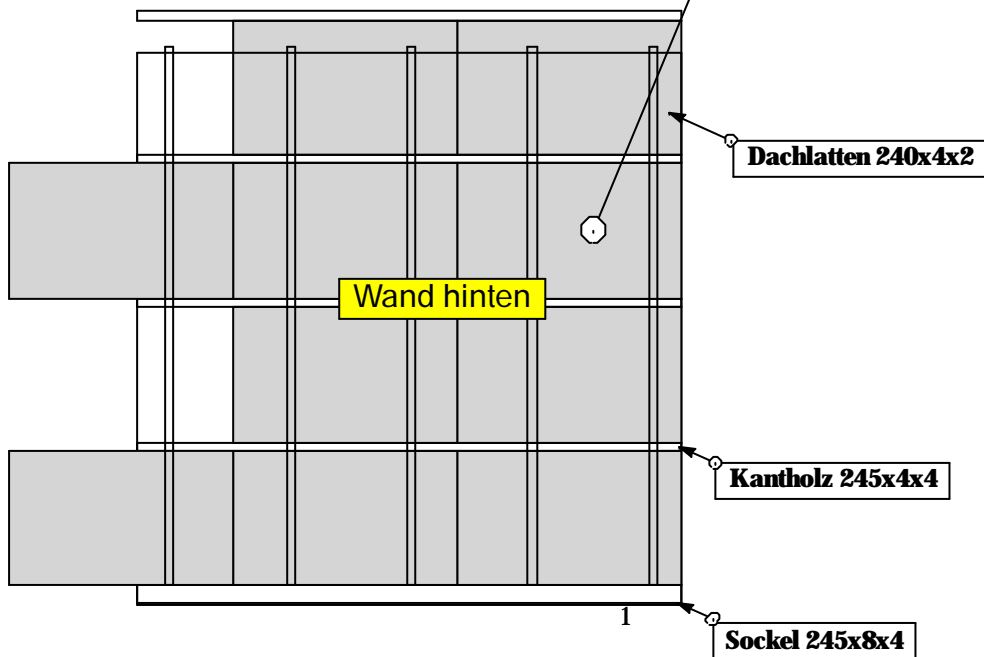 Dachlatten 240x4x2
Wand hinten
Kantholz 245x4x4
1
Sockel 245x8x4